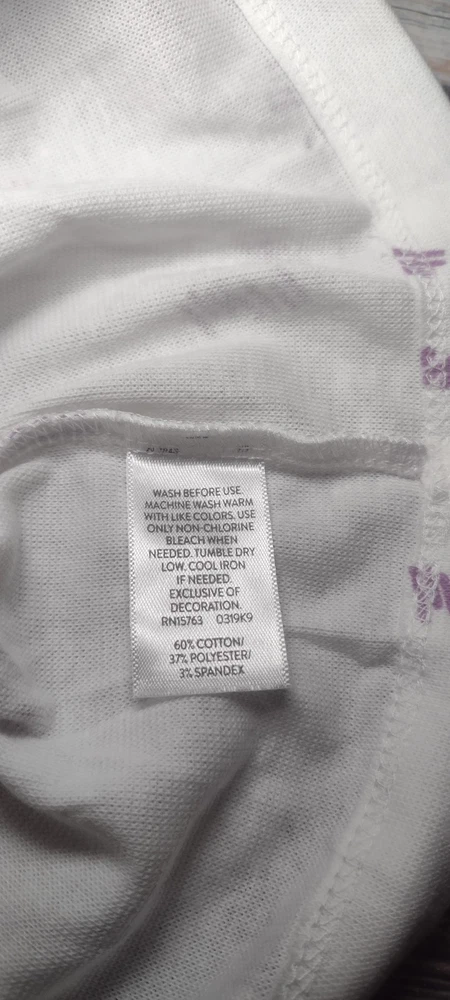 WASH BEFORE USE.
MACHINE WASH WARM
WITH LIKE COLORS. USE
ONLY NON-CHLORINE
BLEACH WHEN
NEEDED. TUMBLE DRY
LOW. COOL IRON
IF NEEDED.
EXCLUSIVE OF
DECORATION.
RN15763 0319K9
60% COTTON/
37% POLYESTER/
3% SPANDEX